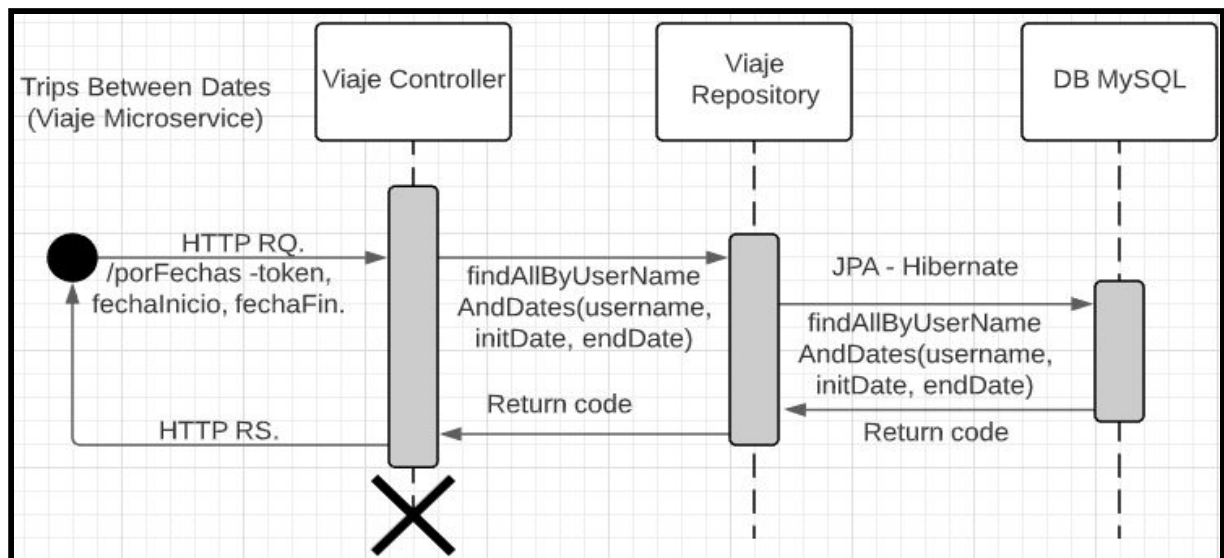 Trips Between Dates
(Viaje Microservice)
Viaje Controller
Viaje
Repository
DB MySQL
HTTP RQ.
/porFechas -token,
fechaInicio, fechaFin.
findAllByUserName
AndDates(username,
initDate, endDate)
JPA - Hibernate
findAllByUserName
AndDates(username,
initDate, endDate)
Return code
Return code
HTTP RS.